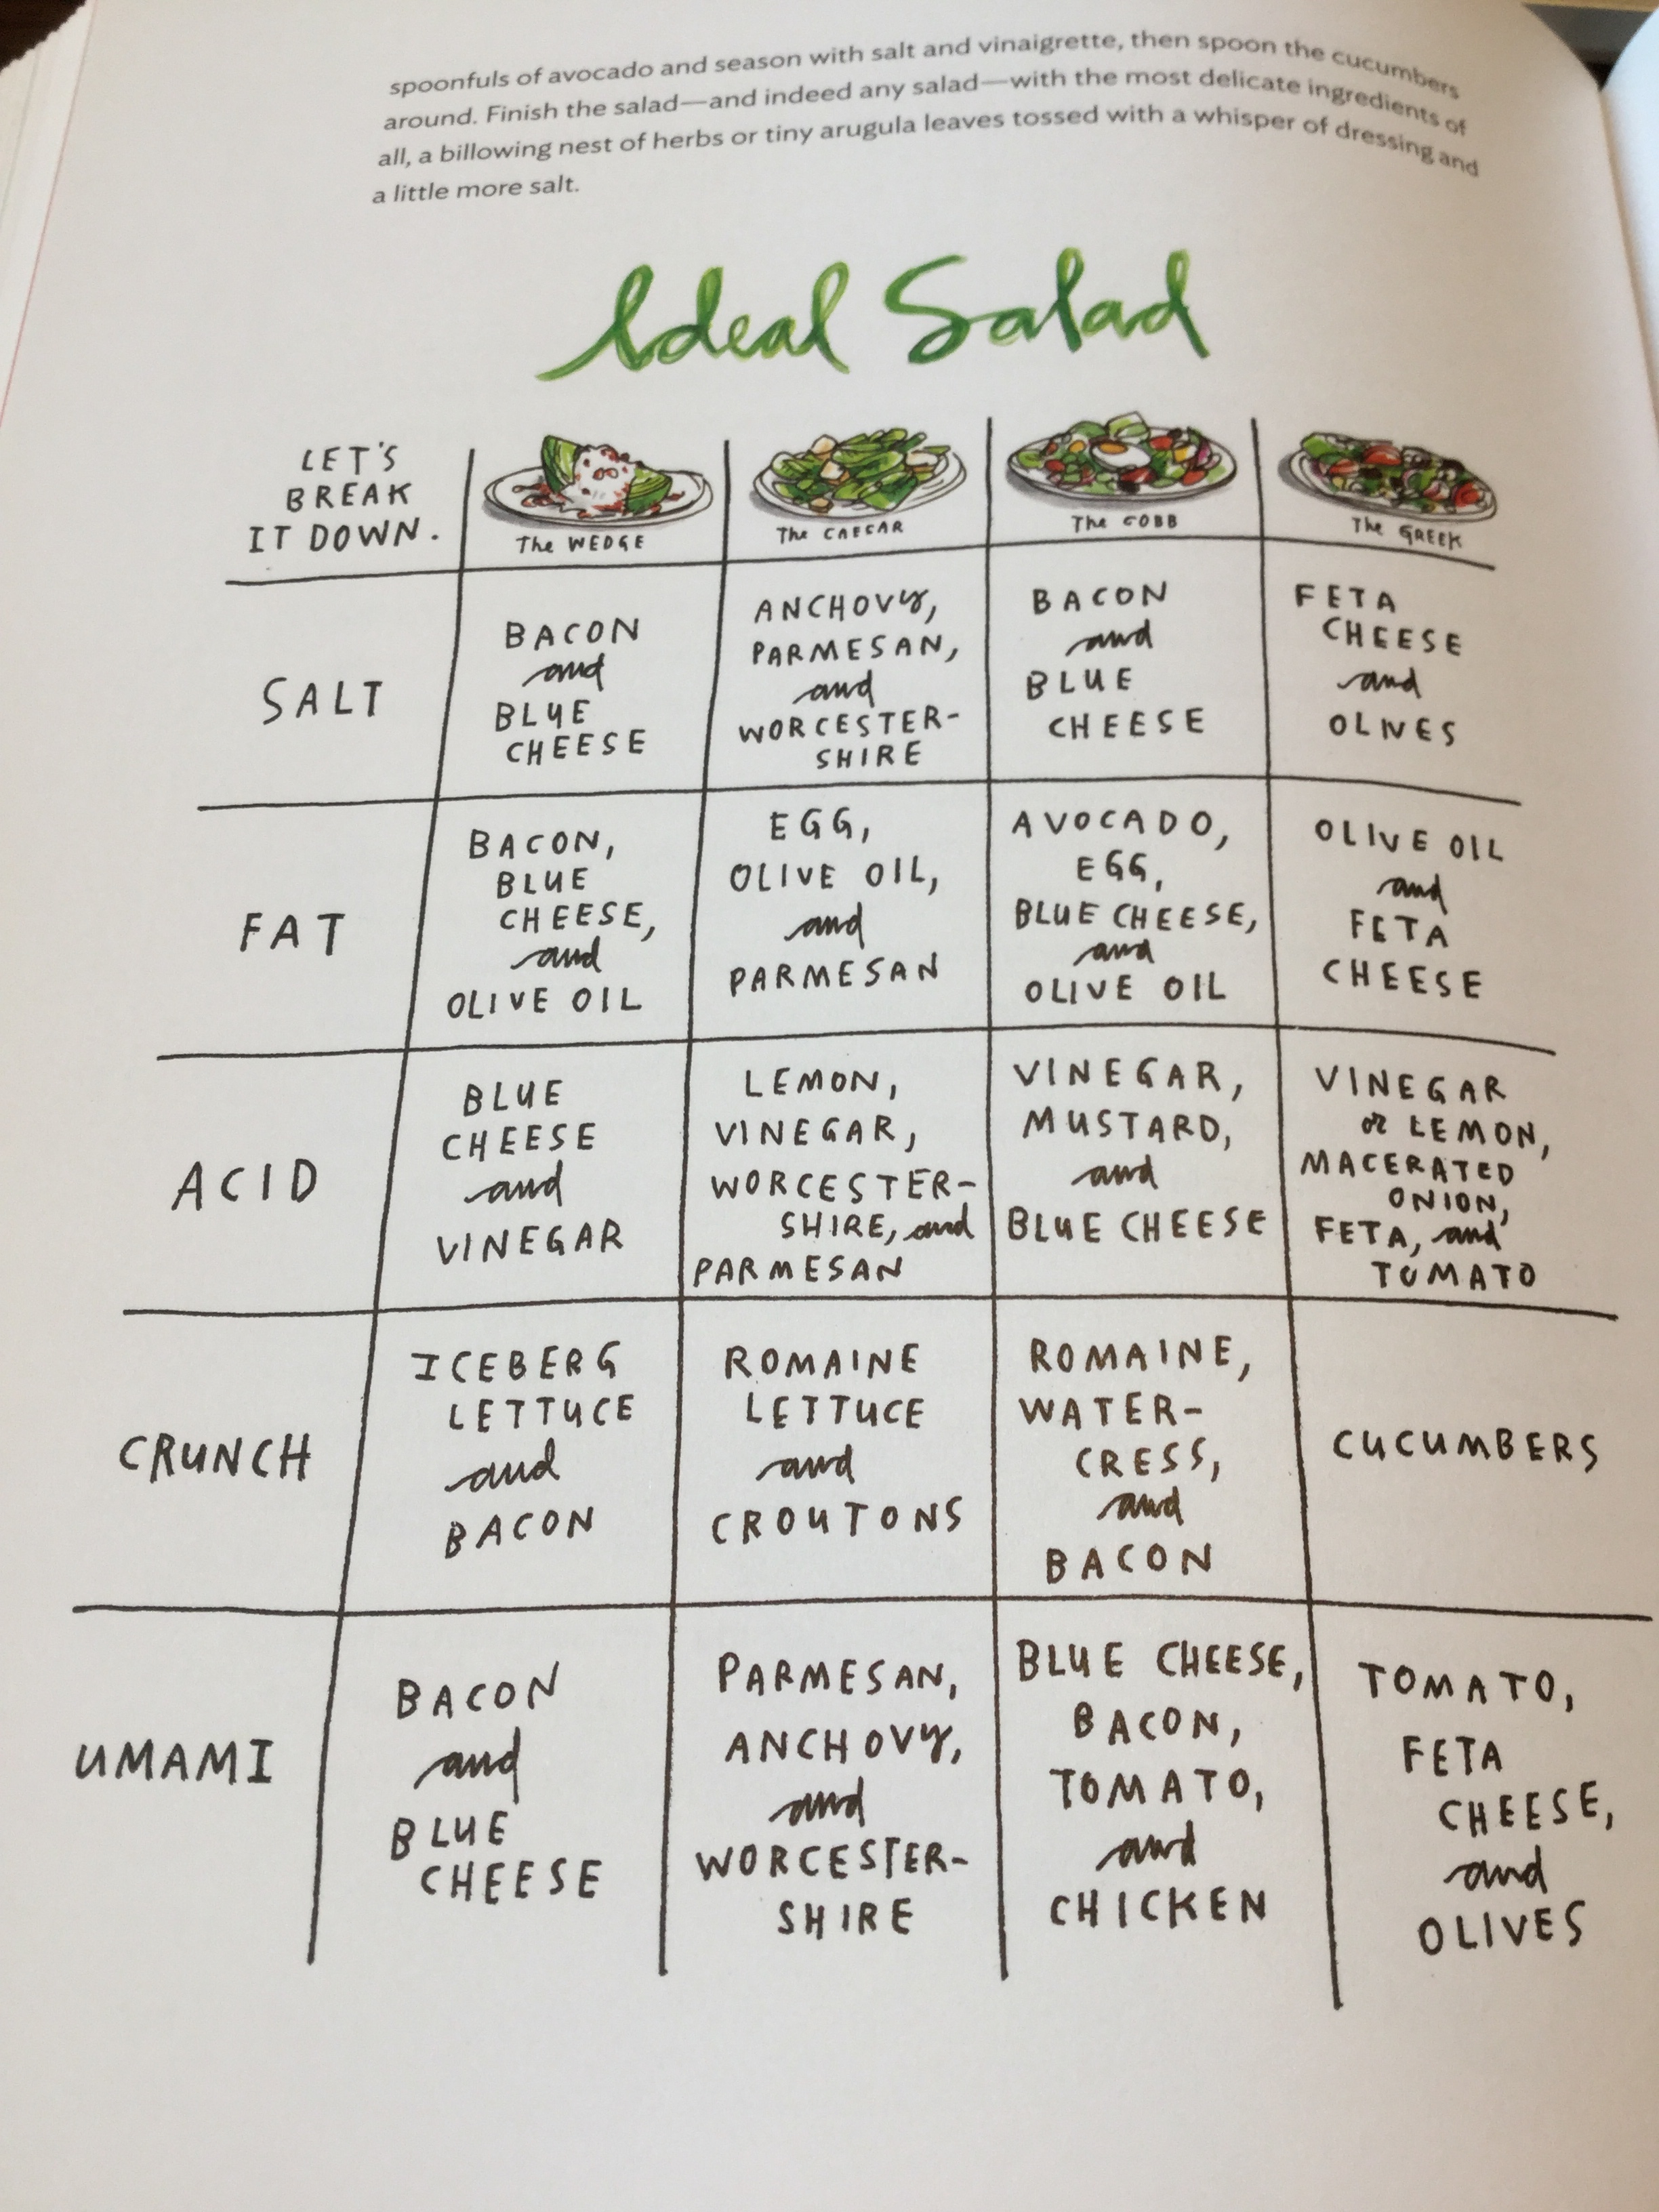 spoonfuls of avocado and season with salt and vinaigrette, then spoon the cucumbers
around. Finish the salad—and indeed any salad—with the most delicate ingredients of
all, a billowing nest of herbs or tiny arugula leaves tossed with a whisper of dressing and
a little more salt.
Ideal Salad
LET'S
BREAK
IT DOWN.
The WEDGE
The CAESAR
The COBB
The GREEK
SALT
BACON
and
BLUE
CHEESE
ANCHOVY,
PARMESAN,
and
WORCESTER-
SHIRE
BACON
and
BLUE
CHEESE
FETA
CHEESE
and
OLIVES
FAT
BACON,
BLUE
CHEESE,
and
OLIVE OIL
EGG,
OLIVE OIL,
and
PARMESAN
AVOCADO,
EGG,
BLUE CHEESE,
and
OLIVE OIL
OLIVE OIL
and
FETA
CHEESE
ACID
BLUE
CHEESE
and
VINEGAR
LEMON,
VINEGAR,
WORCESTER-
SHIRE, and
PARMESAN
VINEGAR,
MUSTARD,
and
BLUE CHEESE
VINEGAR
OR LEMON,
MACERATED
ONION,
FETA, and
TOMATO
CRUNCH
ICEBERG
LETTUCE
and
BACON
ROMAINE
LETTUCE
and
CROUTONS
ROMAINE,
WATER-
CRESS,
and
BACON
CUCUMBERS
UMAMI
BACON
and
BLUE
CHEESE
PARMESAN,
ANCHOVY,
and
WORCESTER-
SHIRE
BLUE CHEESE,
BACON,
TOMATO,
and
CHICKEN
TOMATO,
FETA
CHEESE,
and
OLIVES